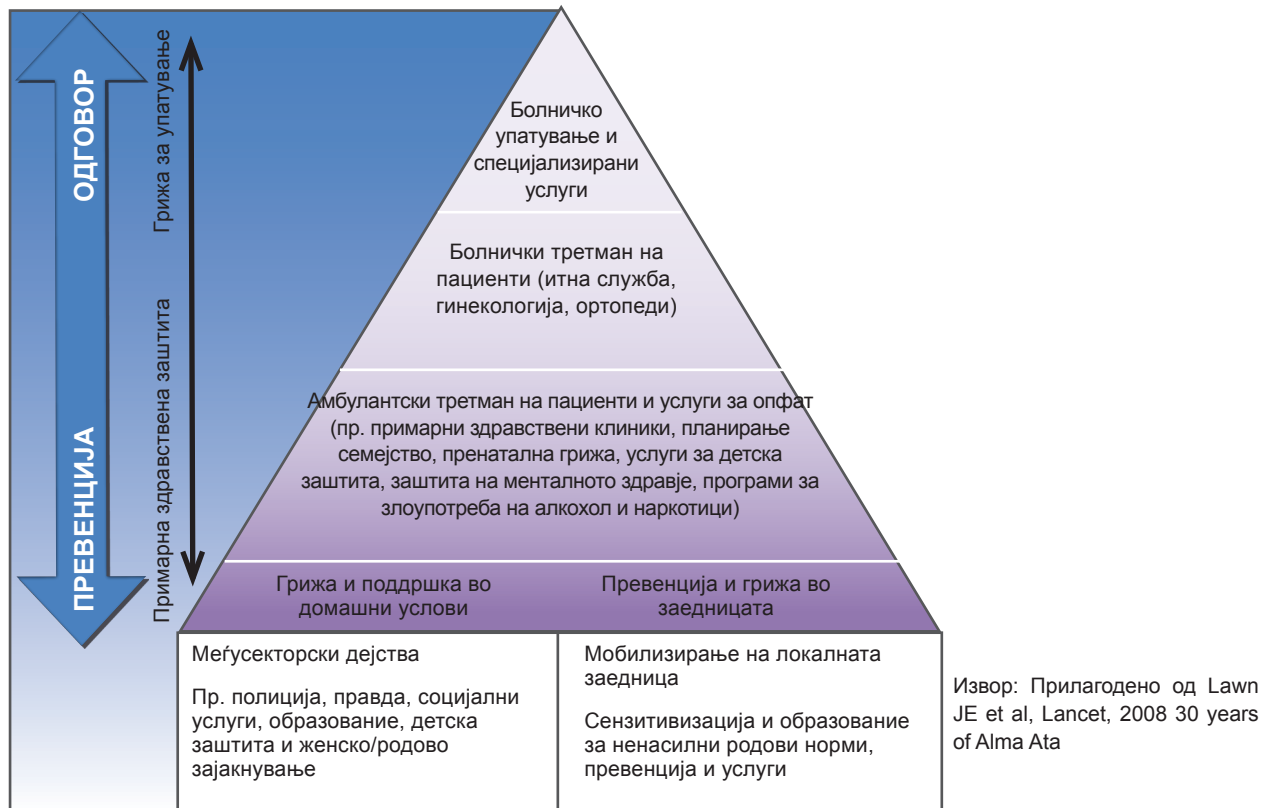 ОДГОВОР
ПРЕВЕНЦИЈА
Грижа за упатување
Примарна здравствена заштита
Болничко
упатување и
специјализирани
услуги
Болнички третман на
пациенти (итна служба,
гинекологија, ортопеди)
Амбулантски третман на пациенти и услуги за опфат
(пр. примарни здравствени клиники, планирање
семејство, пренатална грижа, услуги за детска
заштита, заштита на менталното здравје, програми за
злоупотреба на алкохол и наркотици)
Грижа и поддршка во
домашни услови
Превенција и грижа во
заедницата
Меѓусекторски дејства
Пр. полиција, правда, социјални
услуги, образование, детска
заштита и женско/родово
зајакнување
Мобилизирање на локалната
заедница
Сензитивизација и образование
за ненасилни родови норми,
превенција и услуги
Извор: Прилагодено од Lawn
JE et al, Lancet, 2008 30 years
of Alma Ata